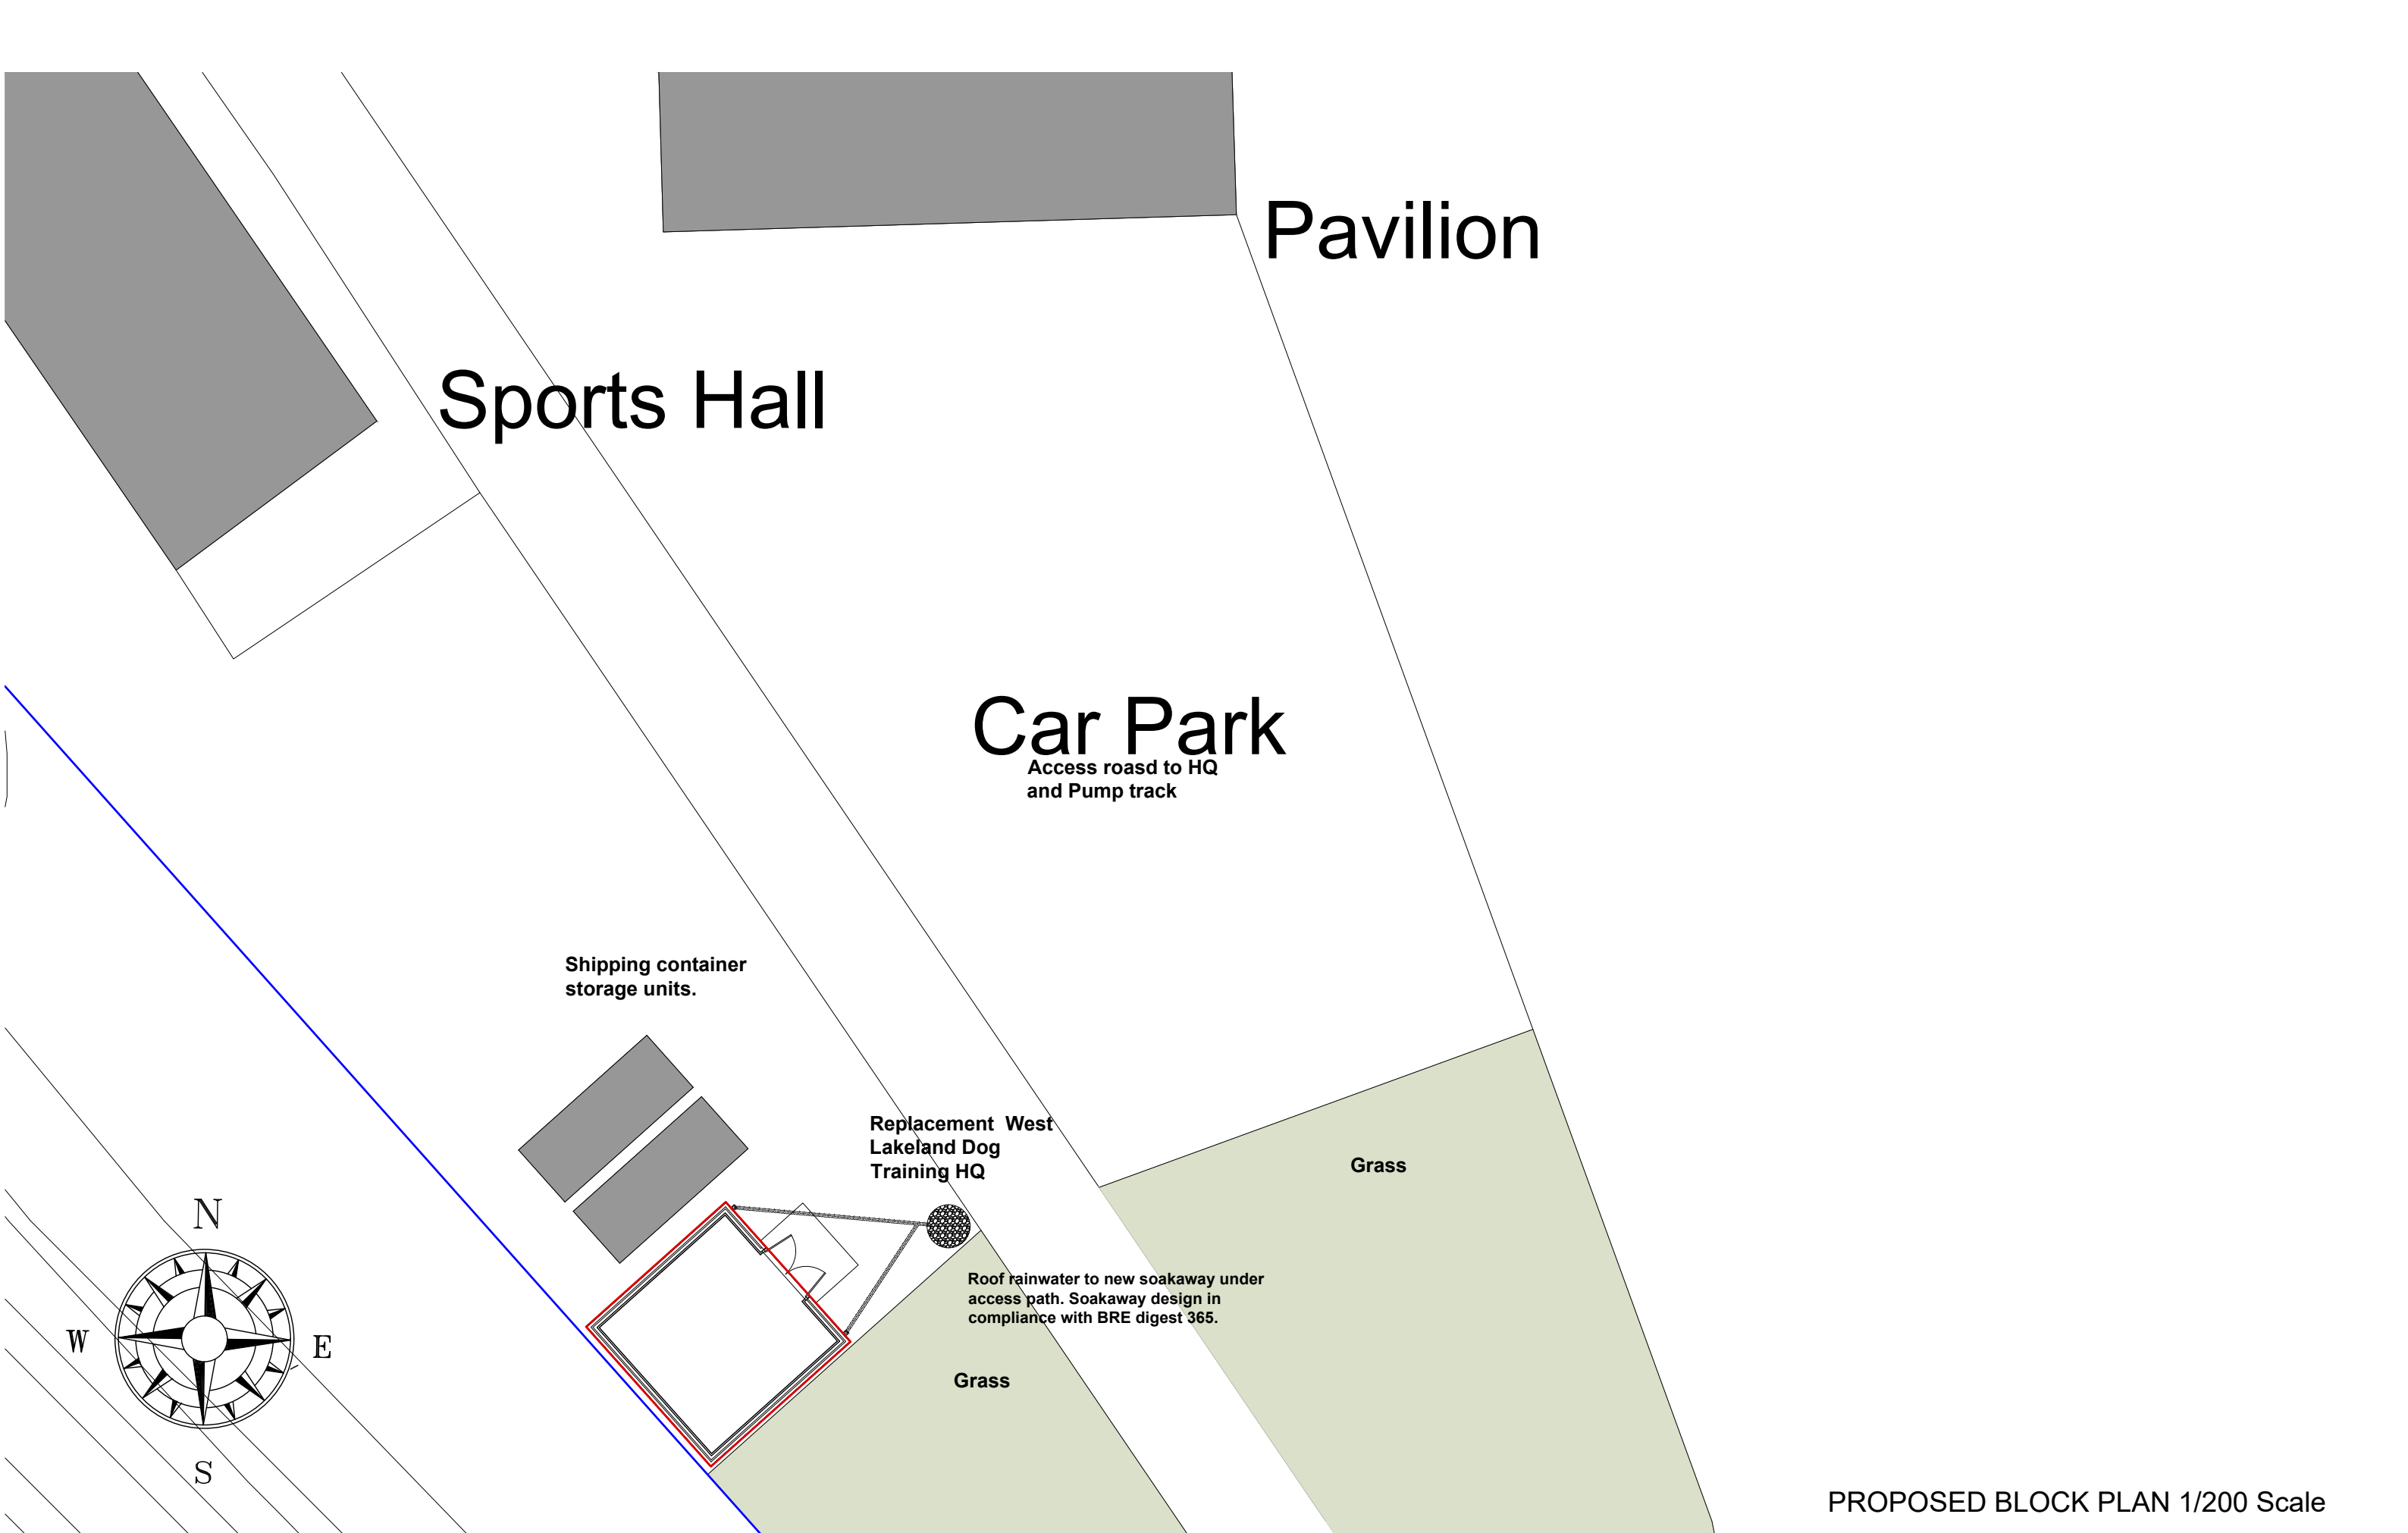 Pavilion
Sports Hall
Car Park
Access roasd to HQ
and Pump track
Shipping container
storage units.
Replacement  West
Lakeland Dog
Training HQ
Grass
Roof rainwater to new soakaway under
access path. Soakaway design in
compliance with BRE digest 365.
Grass
N
W
E
S
PROPOSED BLOCK PLAN 1/200 Scale